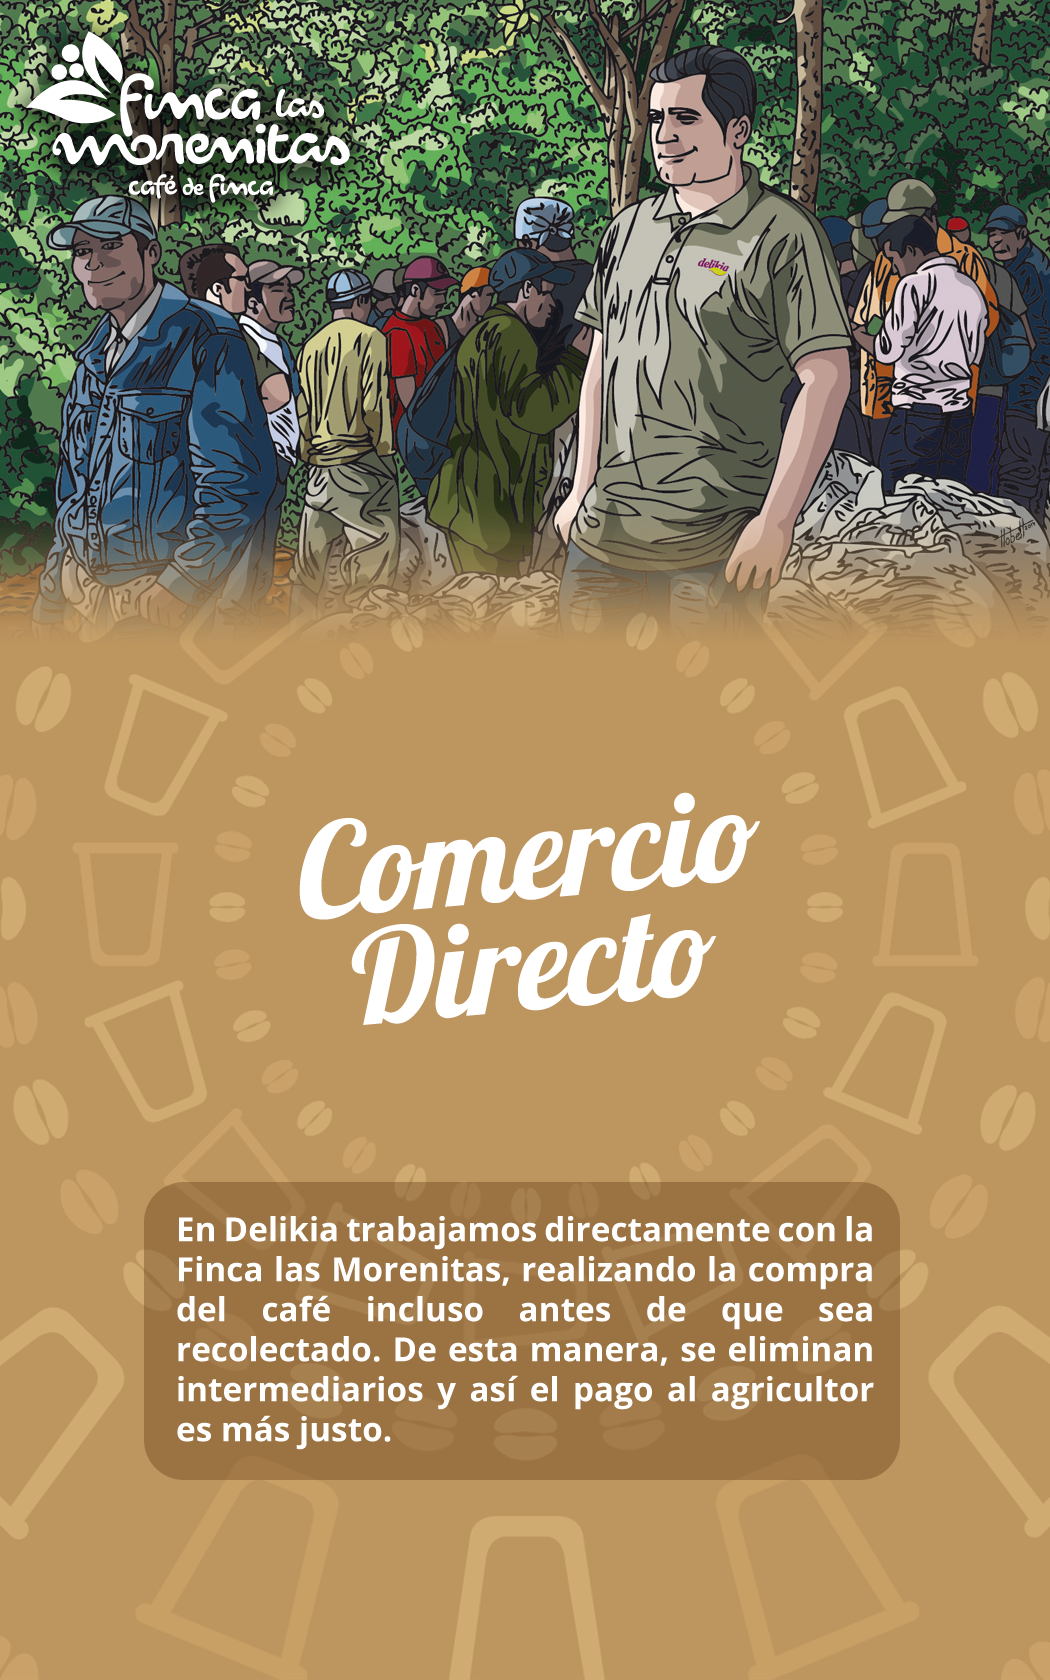 finca las
morenitas
café de finca
delikia
Comercio
Directo
En Delikia trabajamos directamente con la
Finca las Morenitas, realizando la compra
del café incluso antes de que sea
recolectado. De esta manera, se eliminan
intermediarios y así el pago al agricultor
es más justo.